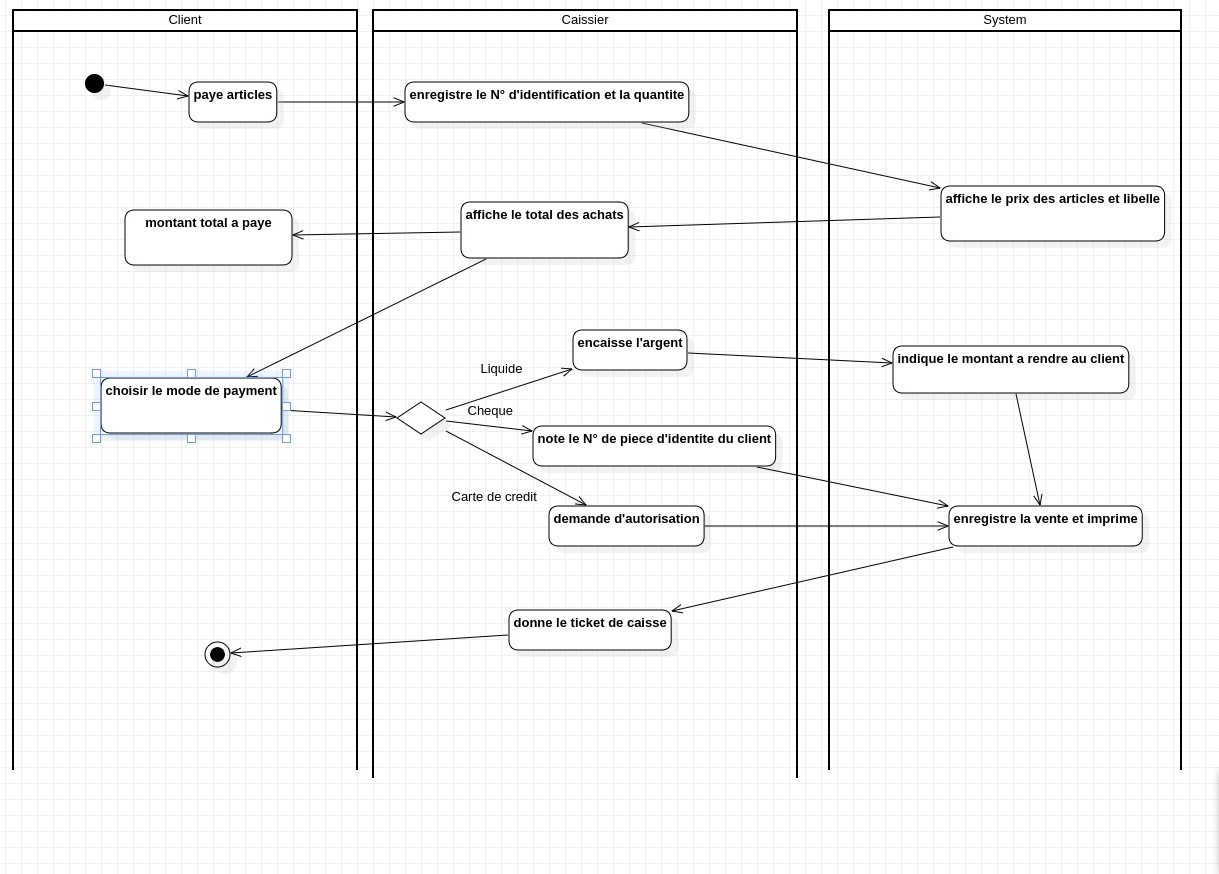 Client
Caissier
System
paye articles
enregistre le N° d'identification et la quantite
affiche le prix des articles et libelle
affiche le total des achats
montant total a paye
encaisse l'argent
indique le montant a rendre au client
Liquide
choisir le mode de payment
Cheque
note le N° de piece d'identite du client
Carte de credit
demande d'autorisation
enregistre la vente et imprime
donne le ticket de caisse